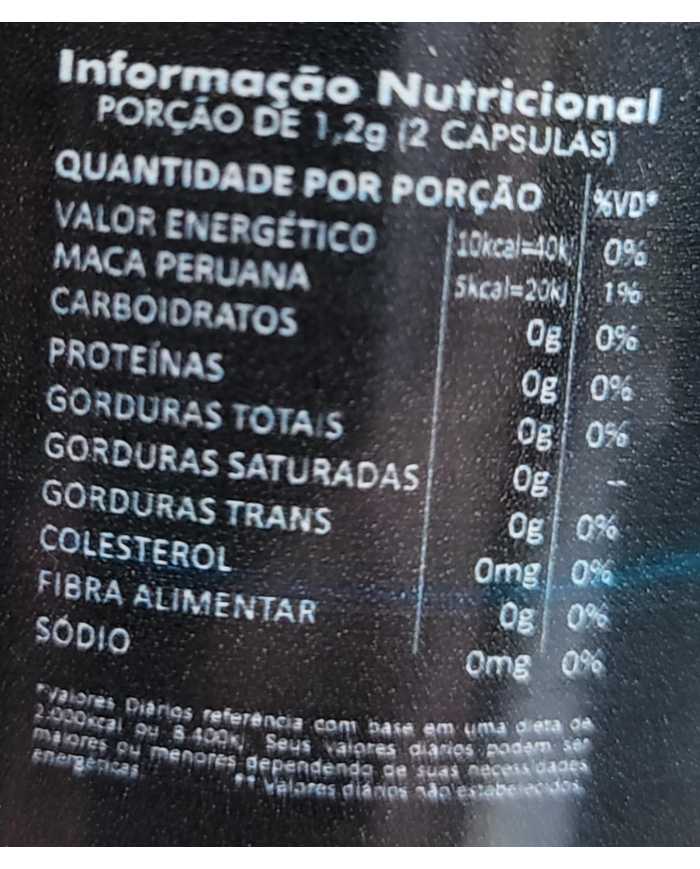 Informação Nutricional
PORÇÃO DE 1,2g (2 CAPSULAS)
QUANTIDADE POR PORÇÃO %VD*
VALOR ENERGÉTICO 10kcal=40kj 0%
MACA PERUANA 5kcal=20kj 1%
CARBOIDRATOS 0g 0%
PROTEÍNAS 0g 0%
GORDURAS TOTAIS 0g 0%
GORDURAS SATURADAS 0g --
GORDURAS TRANS 0g 0%
COLESTEROL 0mg 0%
FIBRA ALIMENTAR 0g 0%
SÓDIO 0mg 0%
*Valores Diários referência com base em uma dieta de
2.000kcal ou 8.400kj. Seus valores diários podem ser
maiores ou menores dependendo de suas necessidades
energéticas ** Valores diários não estabelecidos.